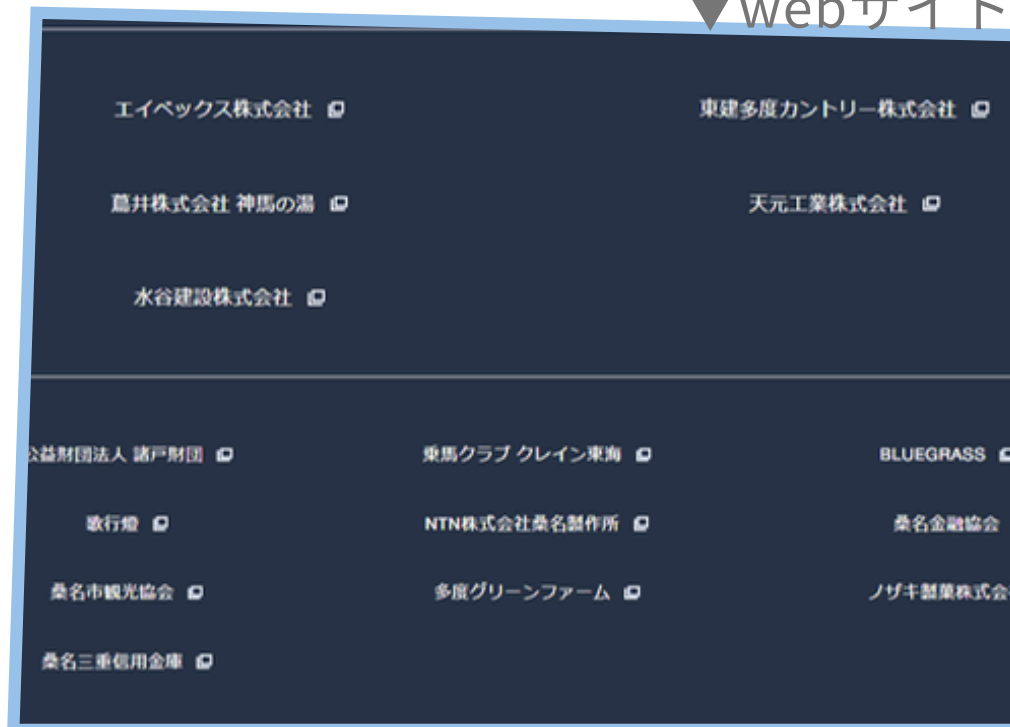 ▼Webサイト
エイペックス株式会社 東建多度カントリー株式会社
蔦井株式会社 神馬の湯 天元工業株式会社
水谷建設株式会社
公益財団法人 諸戸財団 乗馬クラブ クレイン東海 BLUEGRASS
歌行燈 NTN株式会社桑名製作所 桑名金融協会
桑名市観光協会 多度グリーンファーム ノザキ製菓株式会
桑名三重信用金庫